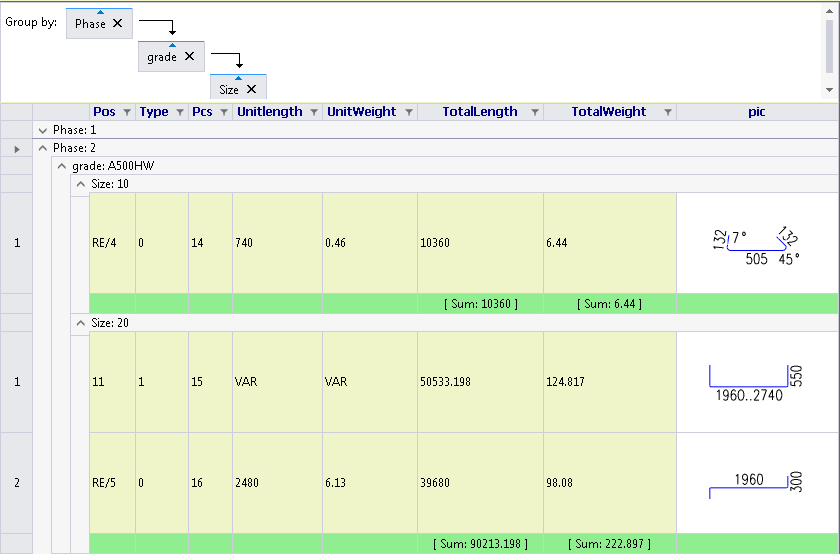 Group by: Phase ✕
grade ✕
Size ✕
Pos Type Pcs Unitlength UnitWeight TotalLength TotalWeight pic
Phase: 1
Phase: 2
grade: A500HW
Size: 10
1 RE/4 0 14 740 0.46 10360 6.44 132 7° 505 132 45°
[ Sum: 10360 ] [ Sum: 6.44 ]
Size: 20
1 11 1 15 VAR VAR 50533.198 124.817 1960..2740 550
2 RE/5 0 16 2480 6.13 39680 98.08 1960 300
[ Sum: 90213.198 ] [ Sum: 222.897 ]